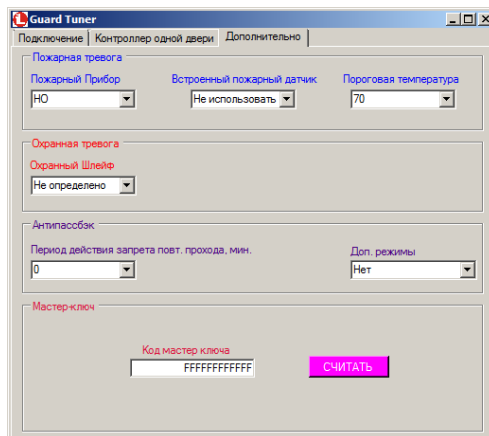 Guard Tuner
Подключение Контроллер одной двери Дополнительно
Пожарная тревога
Пожарный Прибор Встроенный пожарный датчик Пороговая температура
НО Не использовать 70
Охранная тревога
Охранный Шлейф
Не определено
Антипассбэк
Период действия запрета повт. прохода, мин. Доп. режимы
0 Нет
Мастер-ключ
Код мастер ключа
FFFFFFFFFFFF СЧИТАТЬ